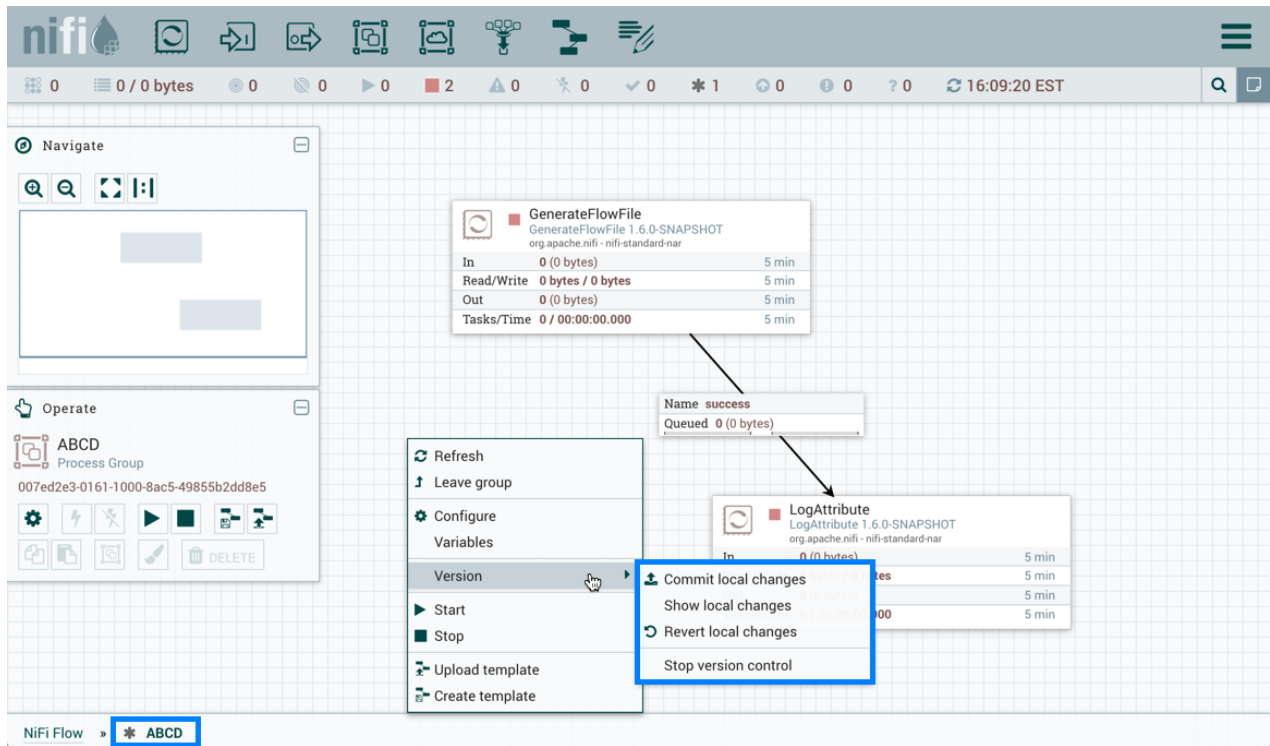 nifi
0 0 / 0 bytes 0 0 0 2 0 0 0 1 0 0 ? 0 16:09:20 EST
Navigate
GenerateFlowFile
GenerateFlowFile 1.6.0-SNAPSHOT
org.apache.nifi - nifi-standard-nar
In 0 (0 bytes) 5 min
Read/Write 0 bytes / 0 bytes 5 min
Out 0 (0 bytes) 5 min
Tasks/Time 0 / 00:00:00.000 5 min
Name success
Queued 0 (0 bytes)
Operate
ABCD
Process Group
007ed2e3-0161-1000-8ac5-49855b2dd8e5
DELETE
Refresh
Leave group
Configure
Variables
Version
Start
Stop
Upload template
Create template
LogAttribute
LogAttribute 1.6.0-SNAPSHOT
org.apache.nifi - nifi-standard-nar
In 0 (0 bytes) 5 min
5 min
5 min
5 min
Commit local changes
Show local changes
Revert local changes
Stop version control
NiFi Flow » ABCD